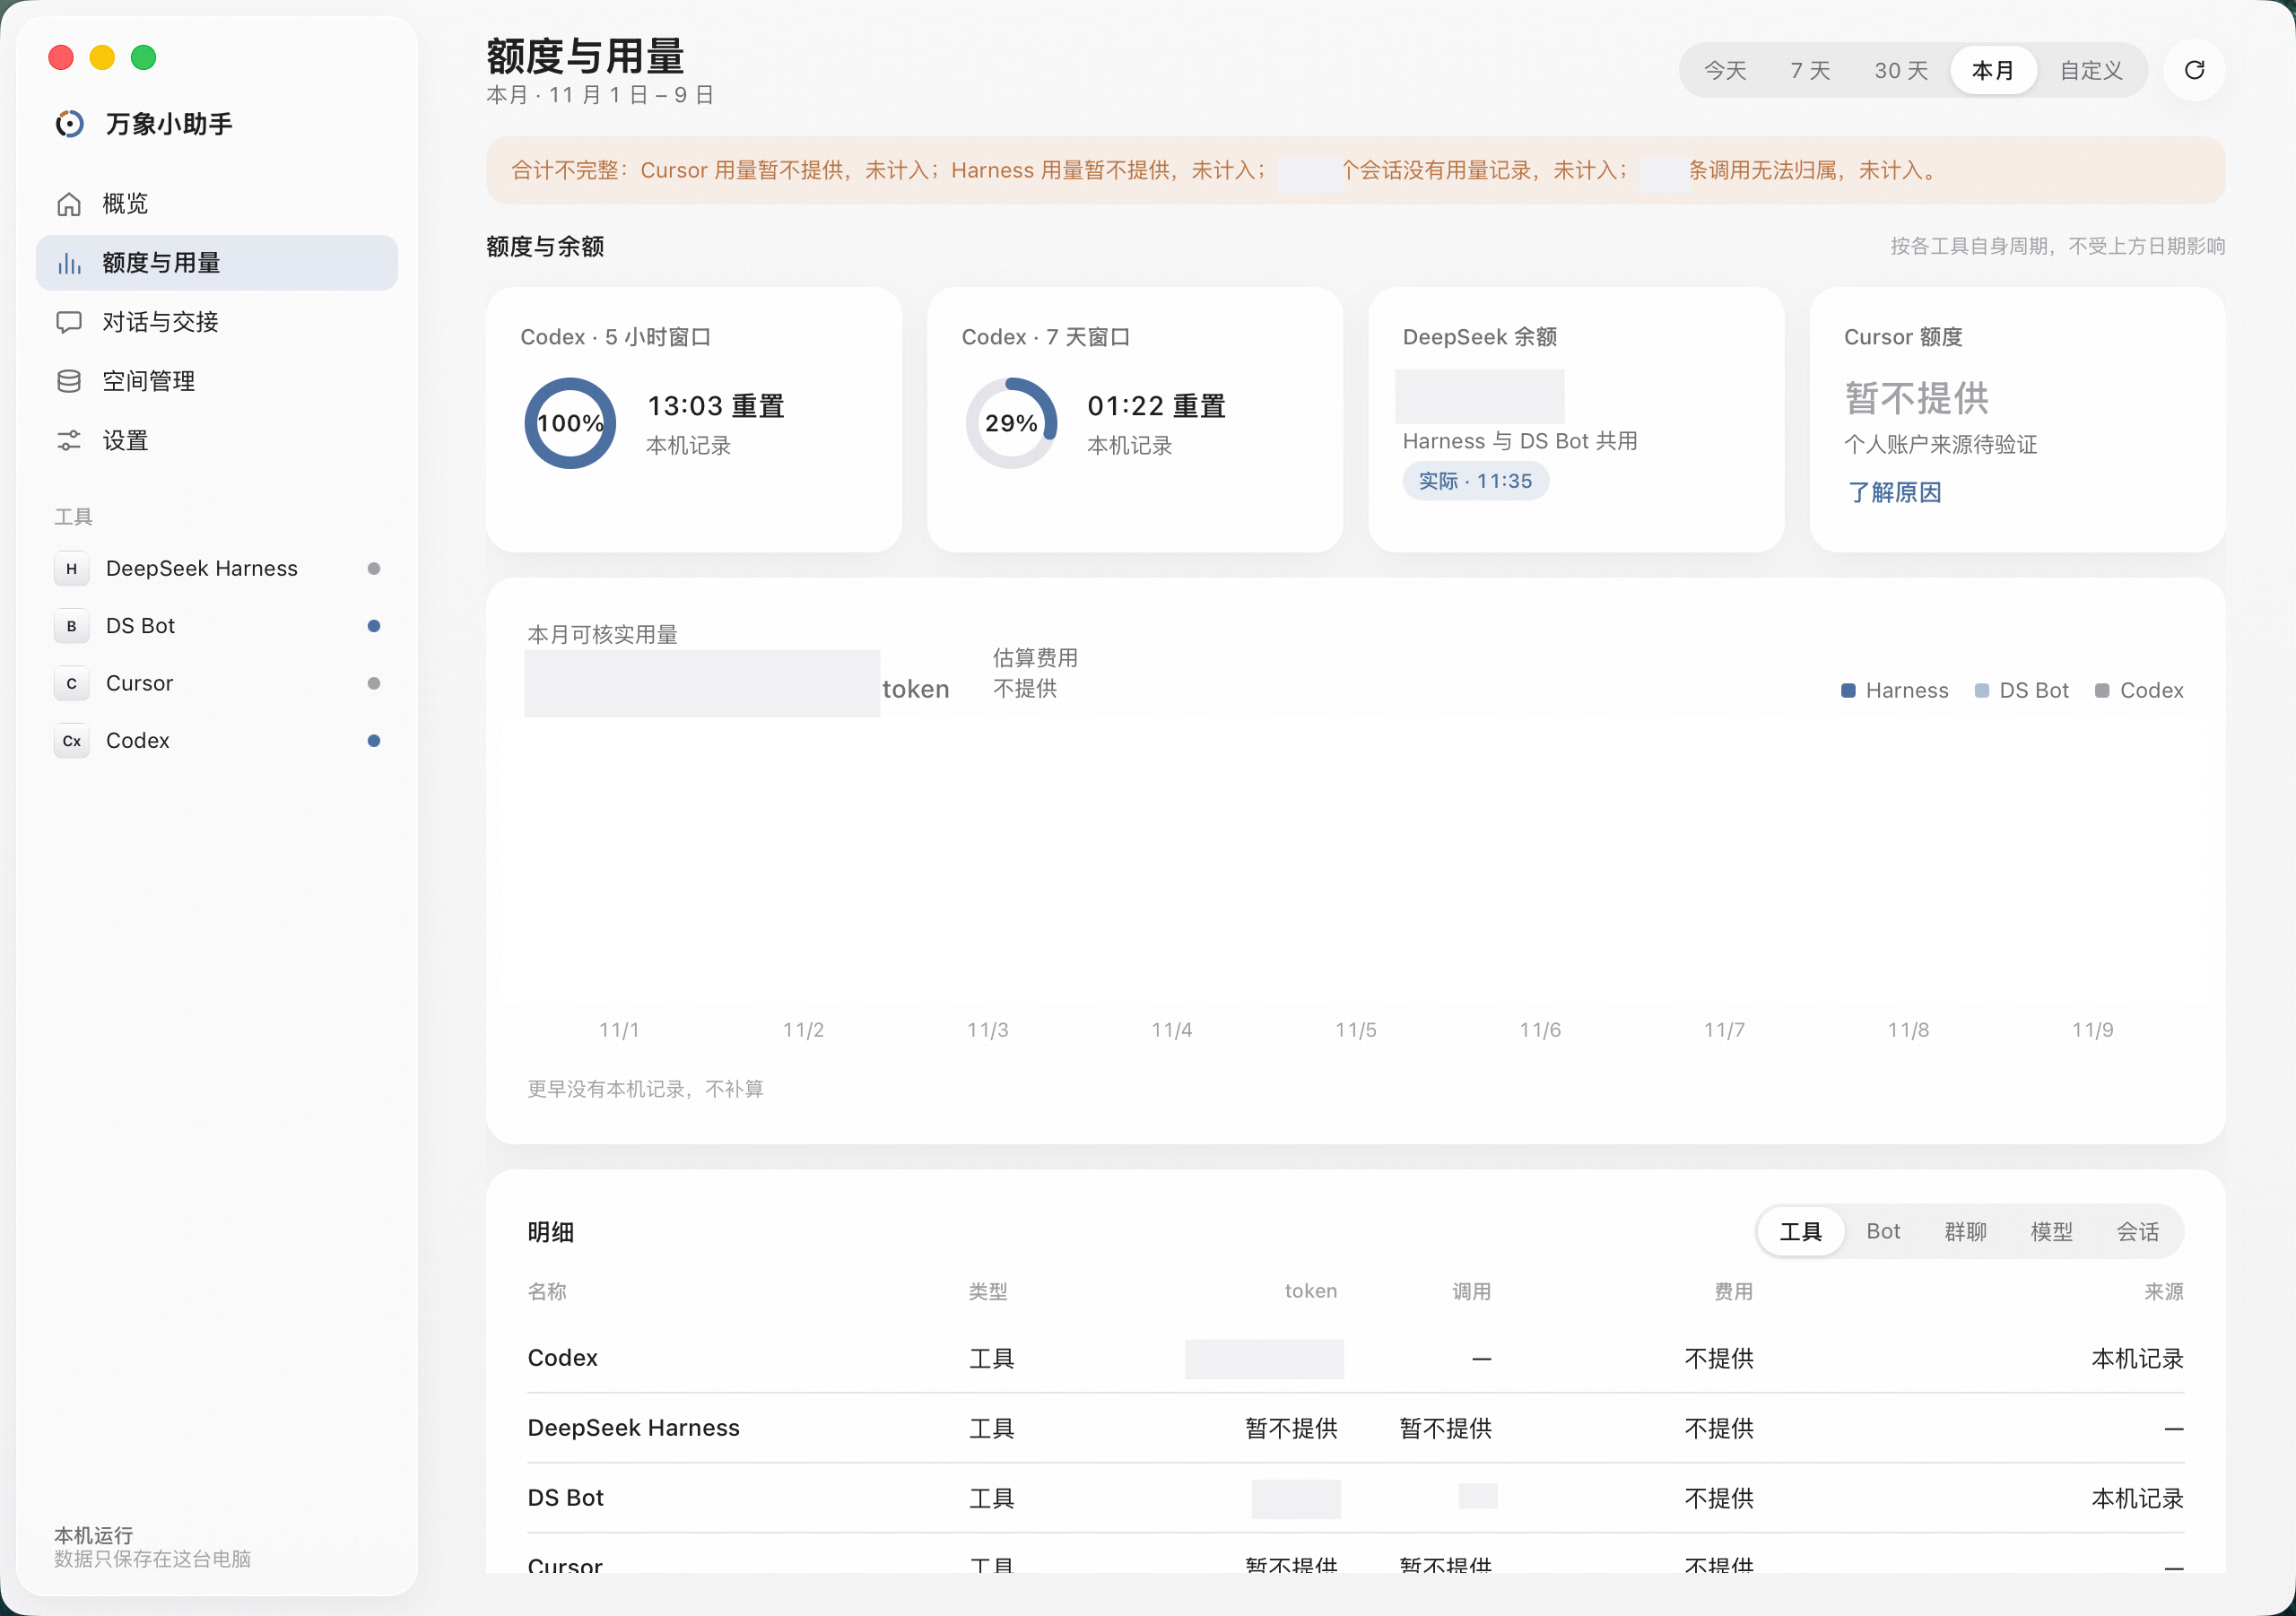 万象小助手
概览
额度与用量
对话与交接
空间管理
设置
工具
H DeepSeek Harness
B DS Bot
C Cursor
Cx Codex
本机运行
数据只保存在这台电脑
额度与用量
本月 · 11 月 1 日 – 9 日
今天 7 天 30 天 本月 自定义
合计不完整：Cursor 用量暂不提供，未计入；Harness 用量暂不提供，未计入； 个会话没有用量记录，未计入； 条调用无法归属，未计入。
额度与余额
按各工具自身周期，不受上方日期影响
Codex · 5 小时窗口
100%
13:03 重置
本机记录
Codex · 7 天窗口
29%
01:22 重置
本机记录
DeepSeek 余额
Harness 与 DS Bot 共用
实际 · 11:35
Cursor 额度
暂不提供
个人账户来源待验证
了解原因
本月可核实用量
token
估算费用
不提供
Harness DS Bot Codex
11/1 11/2 11/3 11/4 11/5 11/6 11/7 11/8 11/9
更早没有本机记录，不补算
明细
工具 Bot 群聊 模型 会话
名称 类型 token 调用 费用 来源
Codex 工具 — 不提供 本机记录
DeepSeek Harness 工具 暂不提供 暂不提供 不提供 —
DS Bot 工具 不提供 本机记录
Cursor 工具 暂不提供 暂不提供 不提供 —